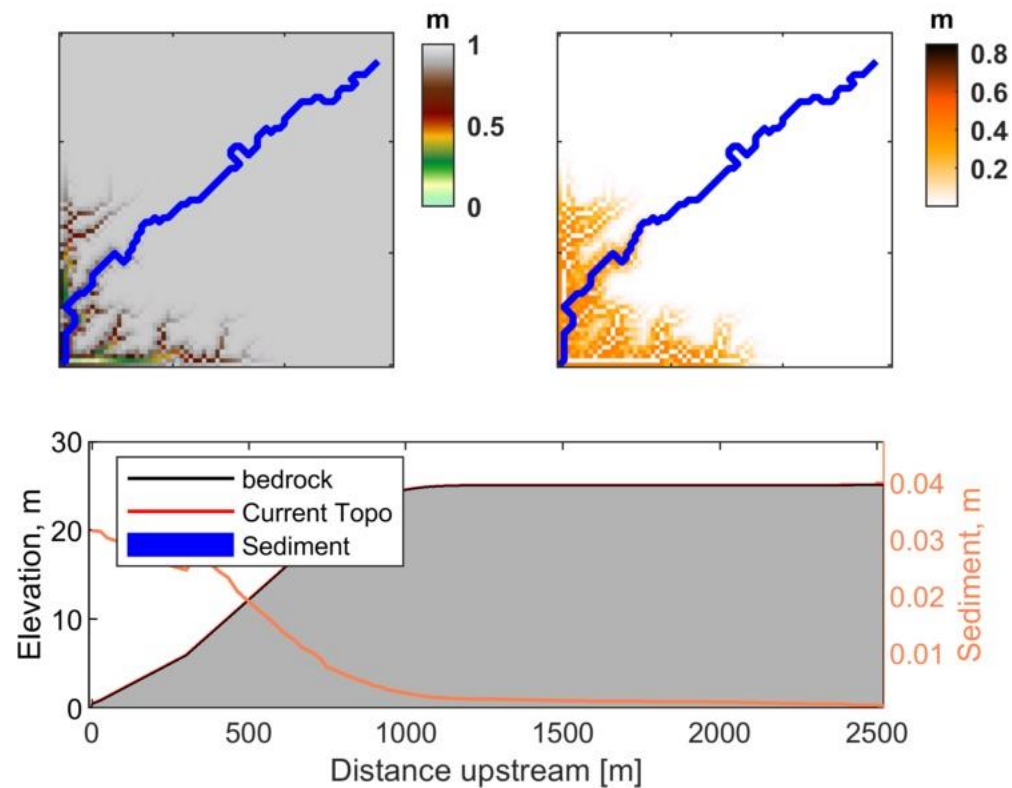 m
1
0.5
0
m
0.8
0.6
0.4
0.2
30
20
10
0
Elevation, m
bedrock
Current Topo
Sediment
0.04
0.03
0.02
0.01
Sediment, m
0 500 1000 1500 2000 2500
Distance upstream [m]